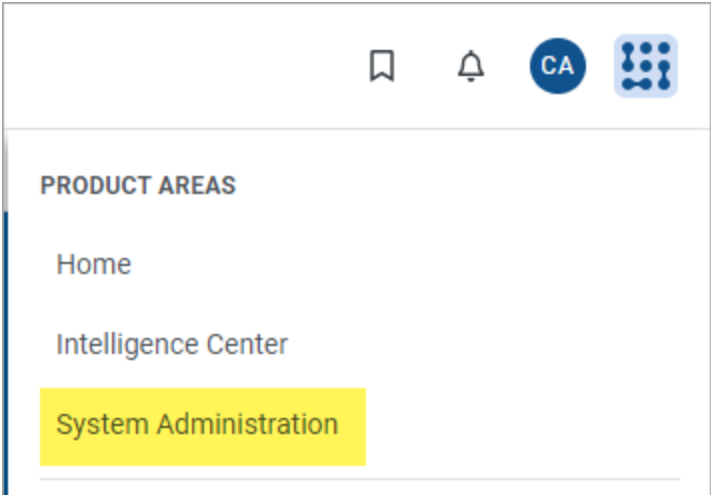 CA
PRODUCT AREAS
Home
Intelligence Center
System Administration